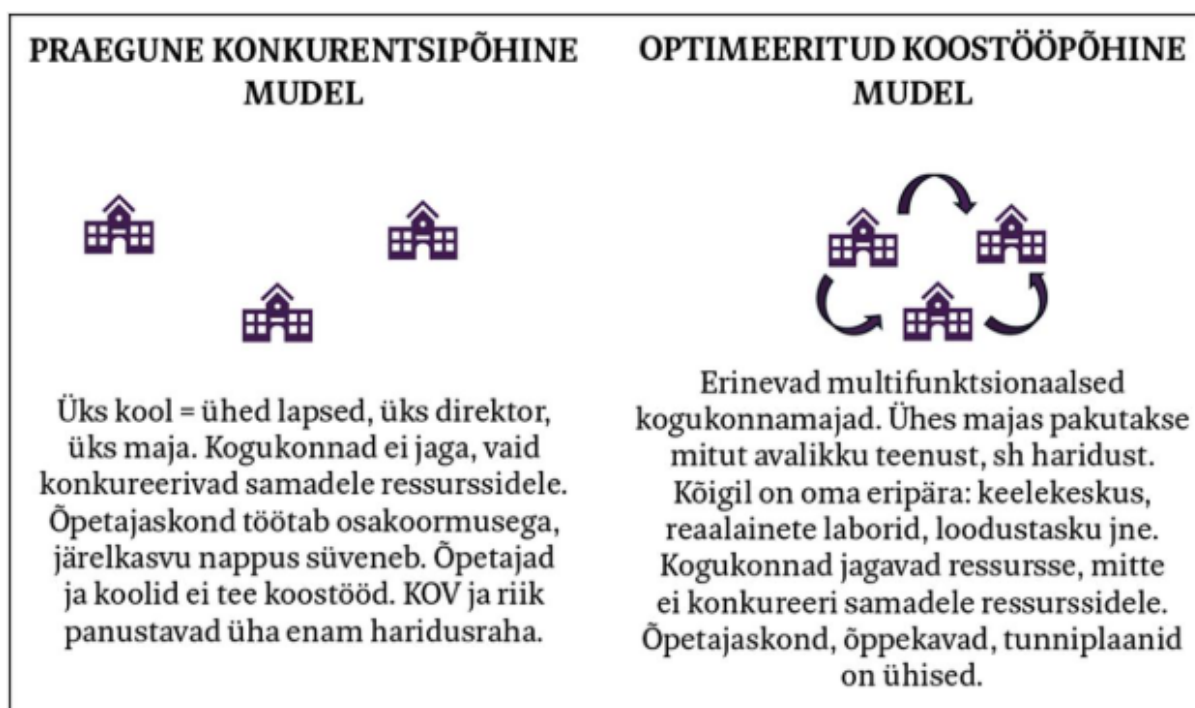 PRAEGUNE KONKURENTSIPÕHINE
MUDEL
Üks kool = ühed lapsed, üks direktor,
üks maja. Kogukonnad ei jaga, vaid
konkureerivad samadele ressurssidele.
Õpetajaskond töötab osakoormusega,
järelkasvu nappus süveneb. Õpetajad
ja koolid ei tee koostööd. KOV ja riik
panustavad üha enam haridusraha.
OPTIMEERITUD KOOSTÖÖPÕHINE
MUDEL
Erinevad multifunktsionaalsed
kogukonnamajad. Ühes majas pakutakse
mitut avalikku teenust, sh haridust.
Kõigil on oma eripära: keelekeskus,
reaalainete laborid, loodustasku jne.
Kogukonnad jagavad ressursse, mitte
ei konkureeri samadele ressurssidele.
Õpetajaskond, õppekavad, tunniplaanid
on ühised.